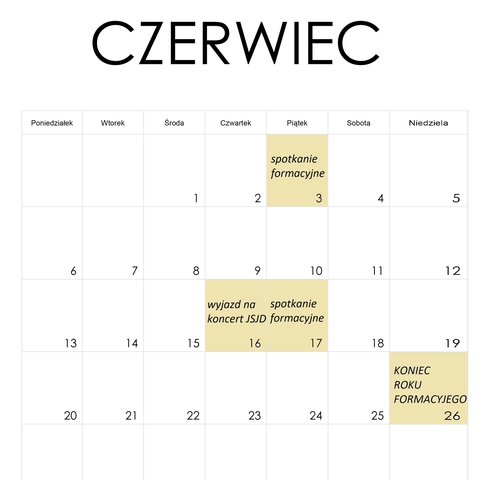 CZERWIEC
Poniedziałek Wtorek Środa Czwartek Piątek Sobota Niedziela
spotkanie
formacyjne
1 2 3 4 5
6 7 8 9 10 11 12
wyjazd na spotkanie
koncert JSJD formacyjne
13 14 15 16 17 18 19
KONIEC
ROKU
FORMACYJEGO
20 21 22 23 24 25 26